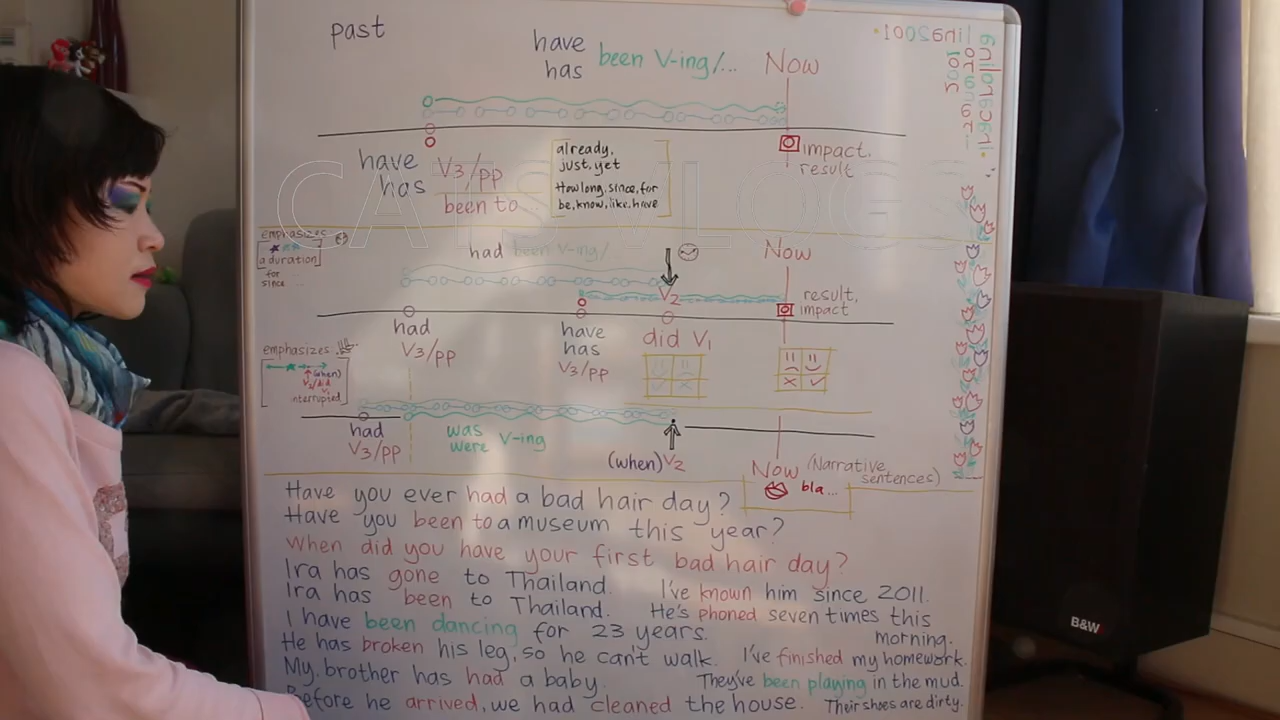 past
have
has
been V-ing/...
Now
already,
just, yet
How long, since, for
be, know, like, have
impact,
result
have
has
V3/pp
been to ...
CATS VLOGS
emphasizes
a duration
for
since ...
had been V-ing/
Now
V2
result,
impact
had
V3/pp
have
has
V3/pp
did V1
emphasizes
(when)
V2/did
V1
interrupted
had
V3/pp
was
were V-ing
(when) V2
Now (Narrative
sentences)
bla...
Have you ever had a bad hair day?
Have you been to a museum this year?
When did you have your first bad hair day?
Ira has gone to Thailand. I've known him since 2011.
Ira has been to Thailand. He's phoned seven times this
morning.
I have been dancing for 23 years.
He has broken his leg, so he can't walk. I've finished my homework.
My brother has had a baby. They've been playing in the mud.
Before he arrived, we had cleaned the house. Their shoes are dirty.
B&W